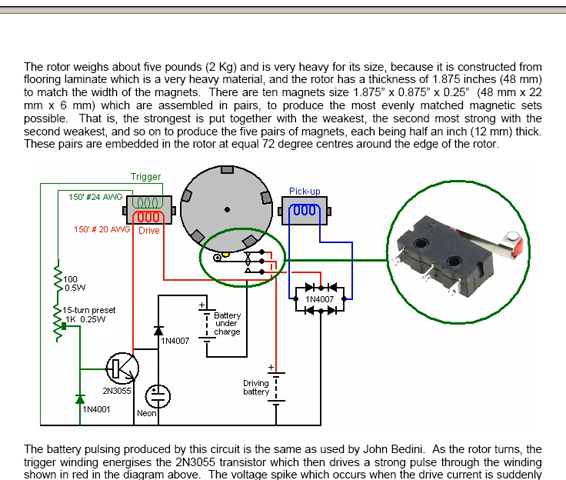 The rotor weighs about five pounds (2 Kg) and is very heavy for its size, because it is constructed from
flooring laminate which is a very heavy material, and the rotor has a thickness of 1.875 inches (48 mm)
to match the width of the magnets. There are ten magnets size 1.875" x 0.875" x 0.25" (48 mm x 22
mm x 6 mm) which are assembled in pairs, to produce the most evenly matched magnetic sets
possible. That is, the strongest is put together with the weakest, the second most strong with the
second weakest, and so on to produce the five pairs of magnets, each being half an inch (12 mm) thick.
These pairs are embedded in the rotor at equal 72 degree centres around the edge of the rotor.
Trigger
150' #24 AWG
Pick-up
150' # 20 AWG Drive
100
0.5W
1N4007
15-turn preset
1K 0.25W
Battery
under
charge
1N4007
Driving
battery
2N3055
1N4001
Neon
The battery pulsing produced by this circuit is the same as used by John Bedini. As the rotor turns, the
trigger winding energises the 2N3055 transistor which then drives a strong pulse through the winding
shown in red in the diagram above. The voltage spike which occurs when the drive current is suddenly